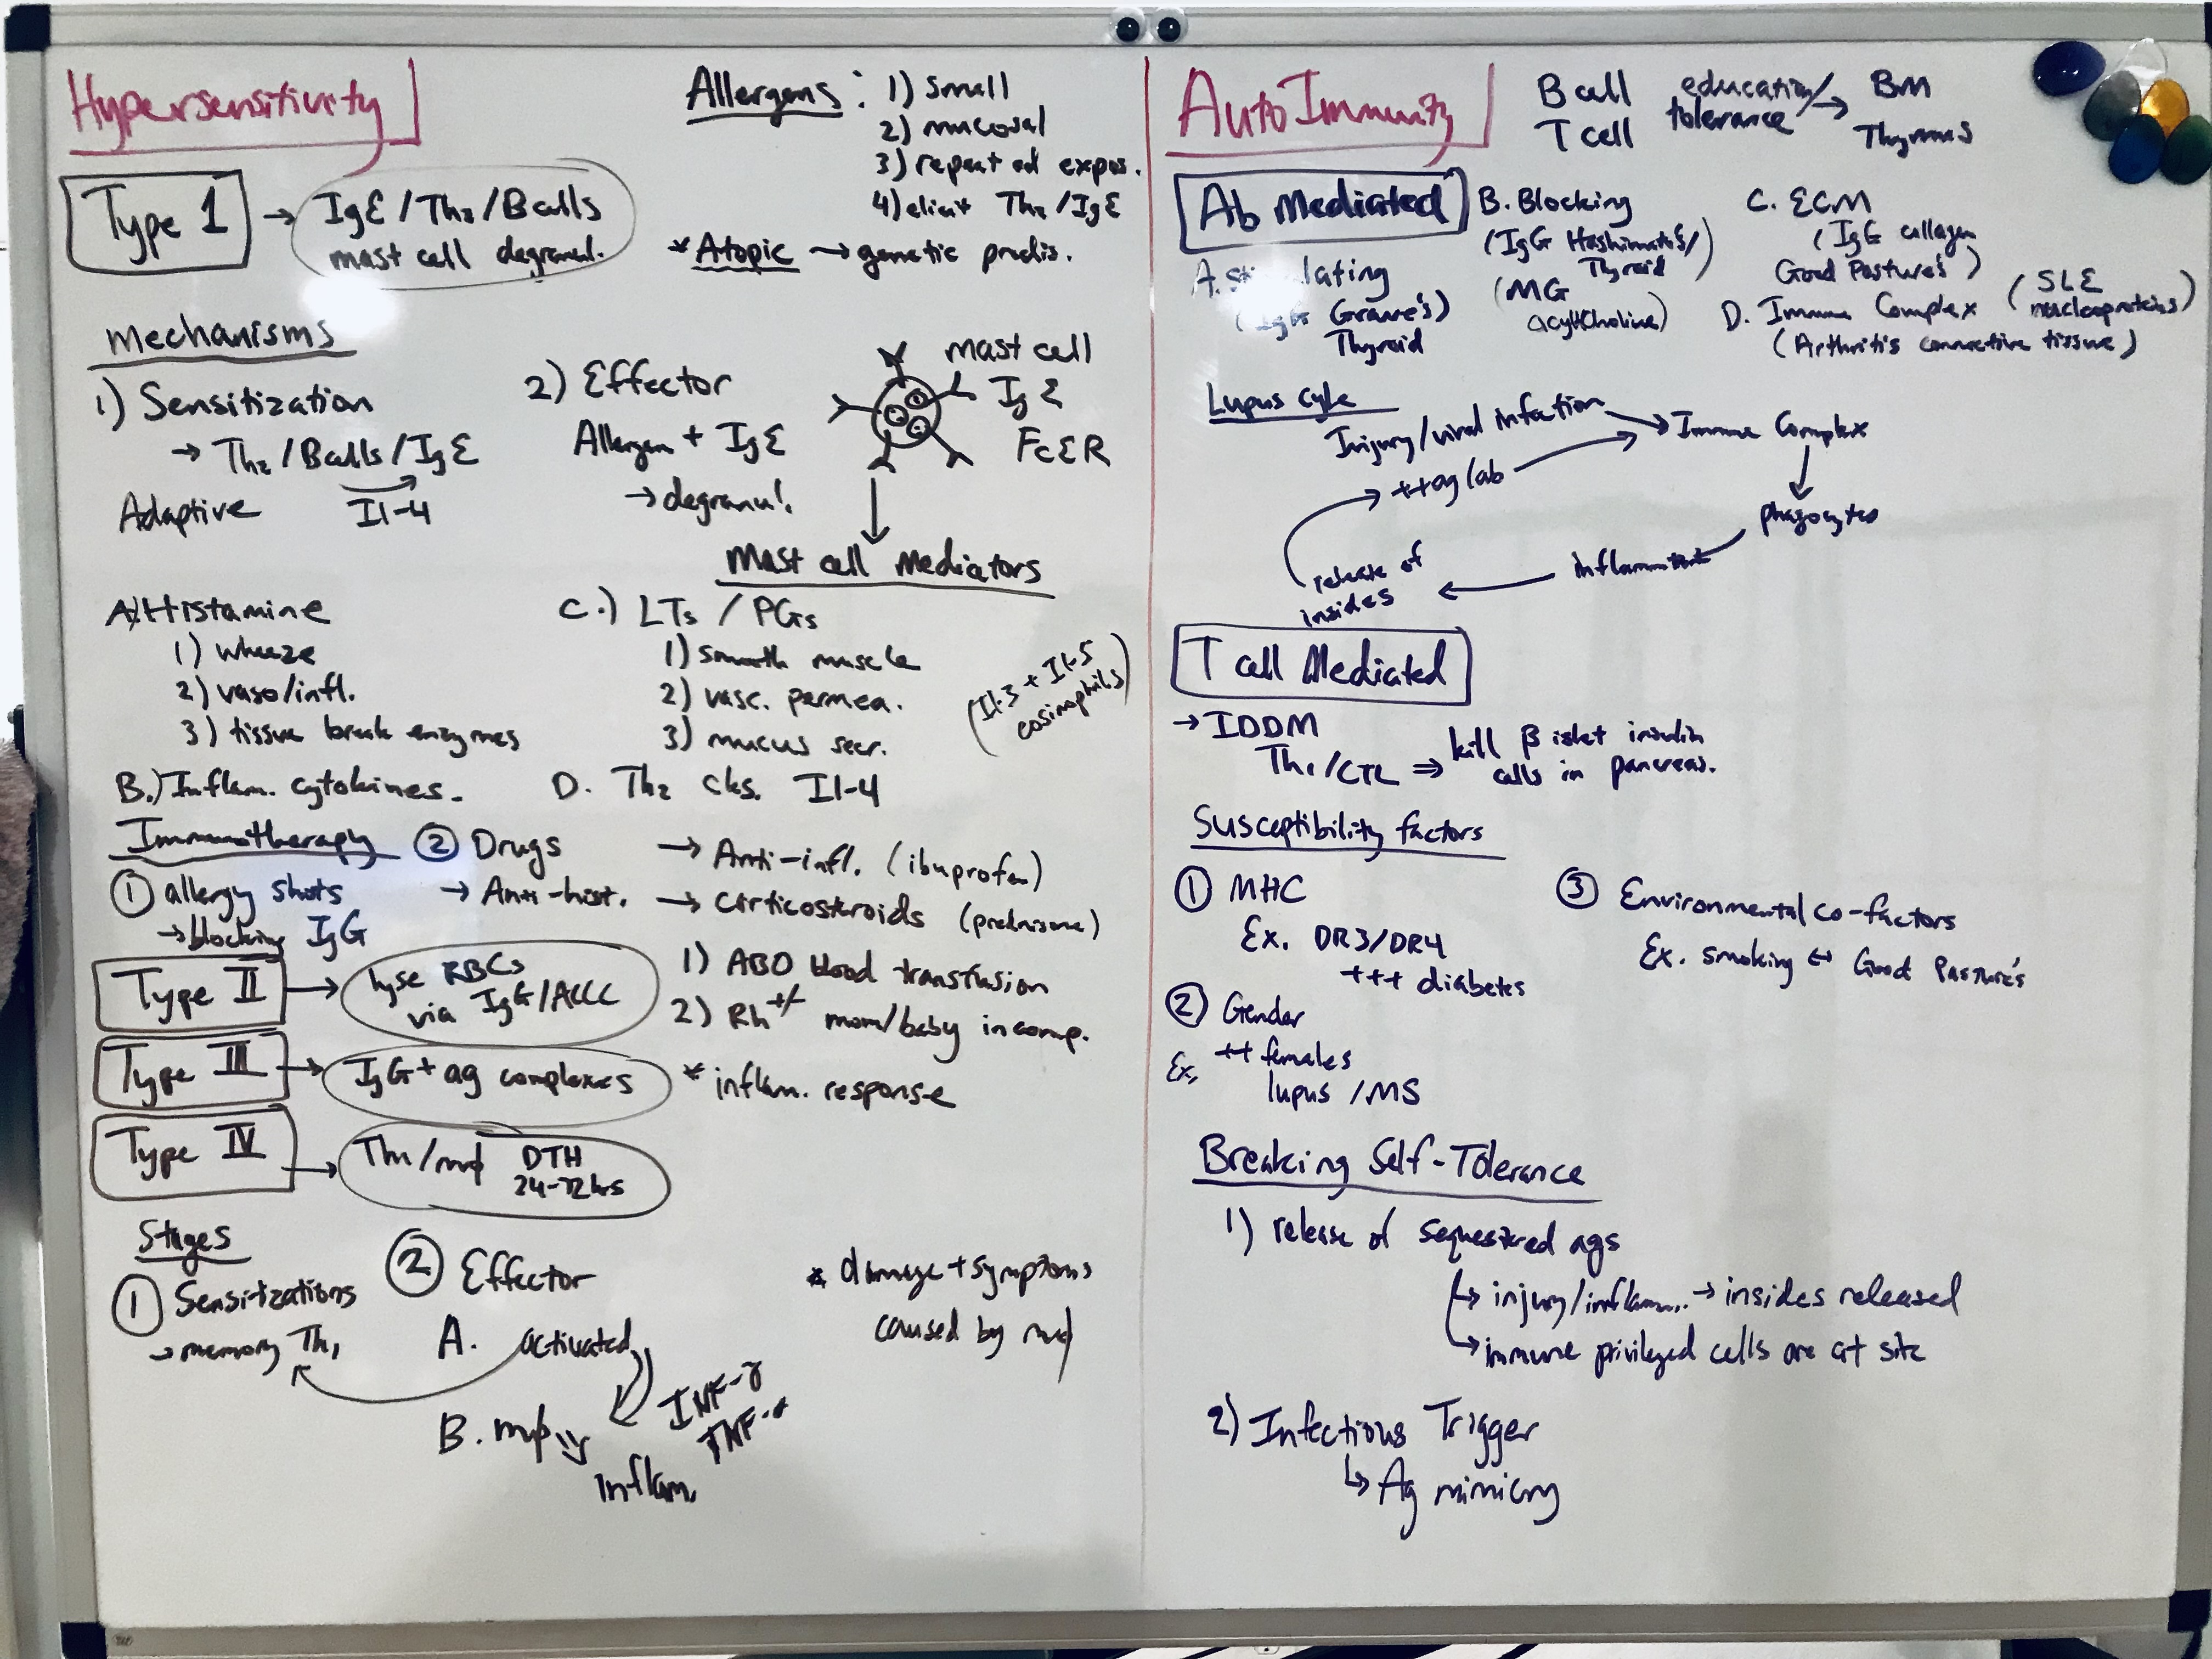 Hypersensitivity
Allergens : 1) small
2) mucosal
3) repeat ad expos.
4) elicit Th₂/IgE
* Atopic → genetic predis.
Type 1 → IgE/Th₂/B cells
mast cell degranul.
Mechanisms
1) Sensitization
→ Th₂/B cells/IgE
Adaptive Il-4
2) Effector
Allergen + IgE
→ degranul.
mast cell
IgE
FcER
Mast cell Mediators
A) Histamine
1) wheeze
2) vaso/infl.
3) tissue break enzymes
B.) Inflam. cytokines.
C.) LTs / PGs
1) smooth muscle
2) vasc. permea.
3) mucus secr.
(Il-3 + Il-5
eosinophils)
D. Th₂ cks. Il-4
Immunotherapy
① allergy shots
→ blocking IgG
② Drugs
→ Anti-hist.
→ Anti-infl. (ibuprofen)
→ corticosteroids (prednisone)
Type II → lyse RBCs
via IgG/
1) ABO blood transfusion
2) Rh+/- mom/baby incomp.
Type III → IgG + ag complexes
* inflam. response
Type IV → Th₁/mφ DTH
24-72hrs
Stages
① Sensitizations
→ memory Th₁
② Effector
A. activated
INF-γ
TNF-α
B. mφ
Inflam.
* damage + symptoms
caused by mφ
AutoImmunity
B cell education/ → BM
T cell tolerance Thymus
Ab Mediated
A. Stimulating
(IgG Grave's)
Thyroid
B. Blocking
(IgG Hashimoto's/
Thyroid)
(MG
acylcholine)
C. ECM
(IgG collagen
Good Pasture's)
D. Immune Complex (SLE
nucleoproteins)
(Arthritis connective tissue)
Lupus Cycle
Injury/viral infection → Immune Complex
++ag/ab
phagocytes
inflammation
release of
insides
T cell Mediated
→ IDDM
Th₁/CTL ⇒ kill β islet insulin
cells in pancreas.
Susceptibility factors
① MHC
Ex. DR3/DR4
+++ diabetes
② Gender
Ex, ++ females
lupus /MS
③ Environmental co-factors
Ex. smoking ↔ Good Pasture's
Breaking Self-Tolerance
1) release of sequestered ags
↳ injury/inflam... → insides released
↳ immune privileged cells are at site
2) Infectious Trigger
↳ Ag mimicry